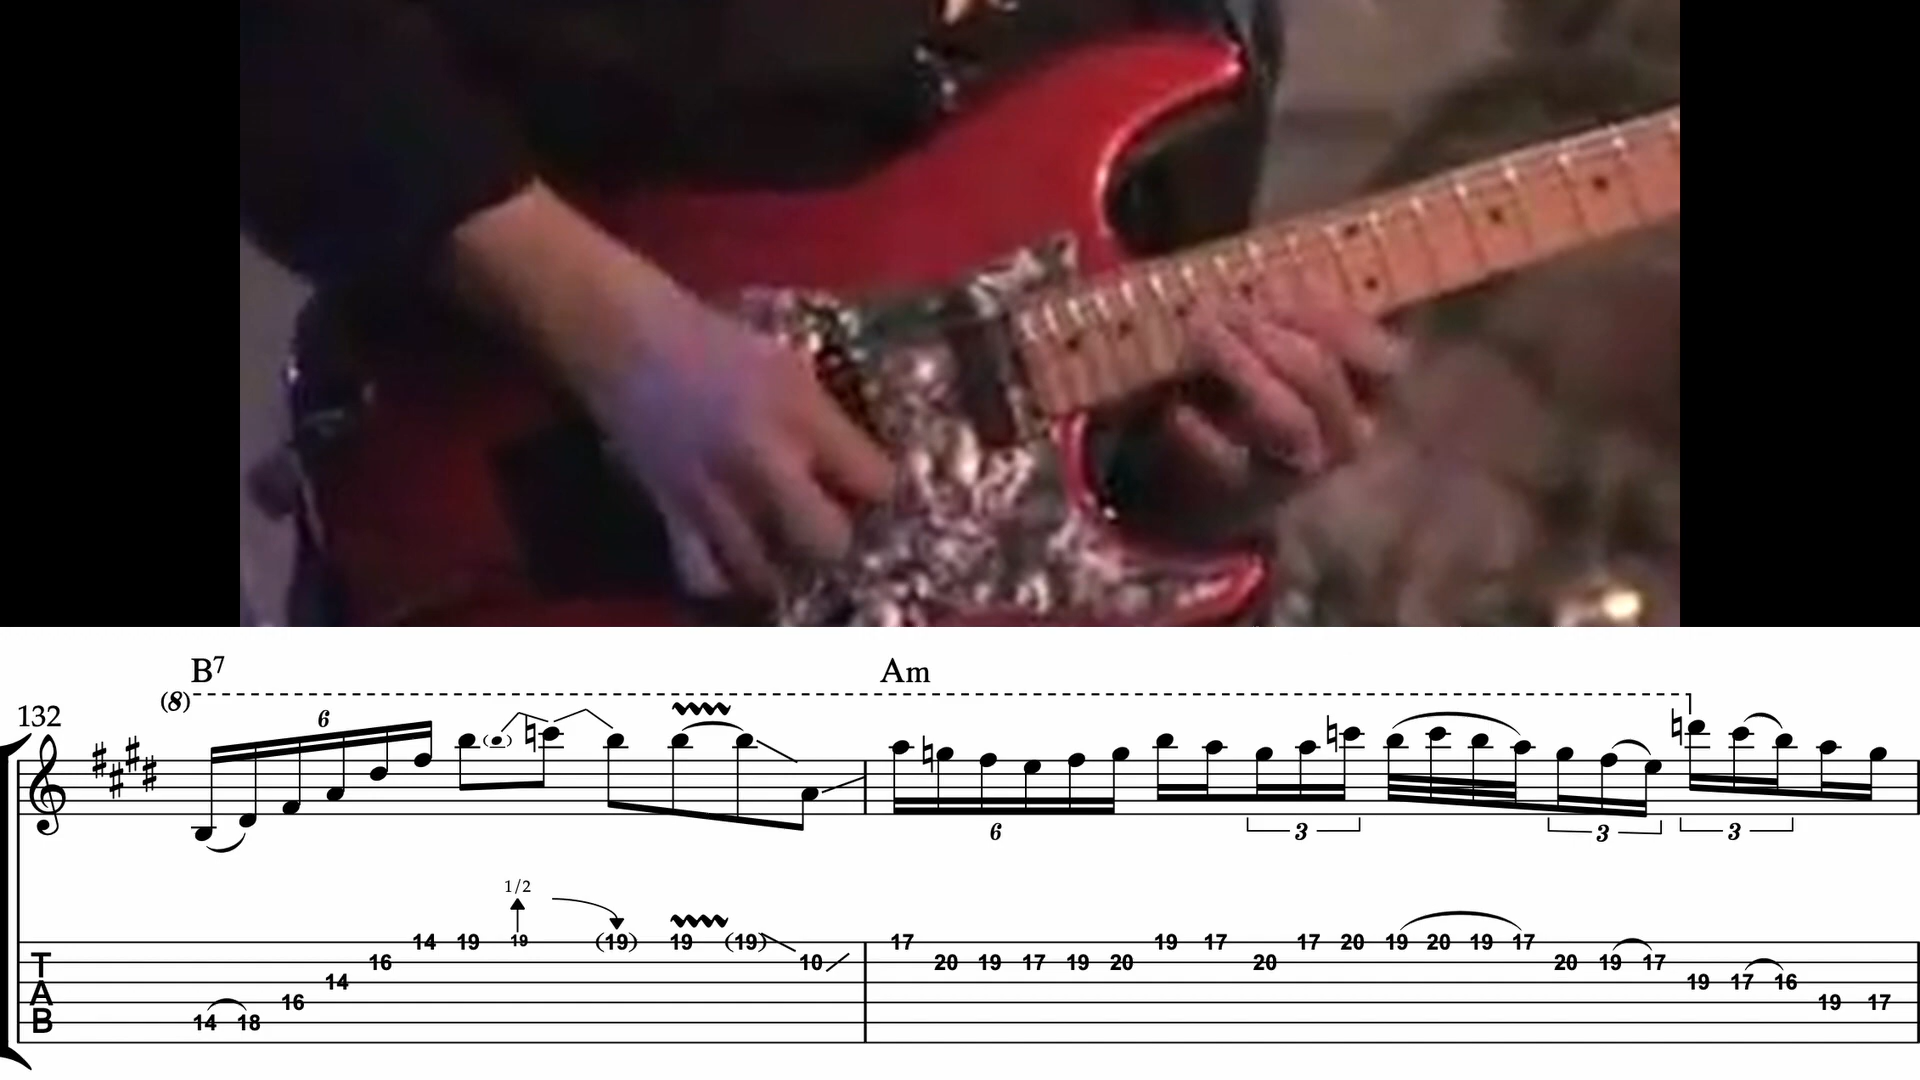 B7 Am
(8)
132 6
6 3 3 3
1/2
14 19 19 (19) 19 (19) 17 19 17 17 20 19 20 19 17
T 16 10 20 19 17 19 20 20 20 19 17
A 14 19 17 16
16 19 17
B 14 18